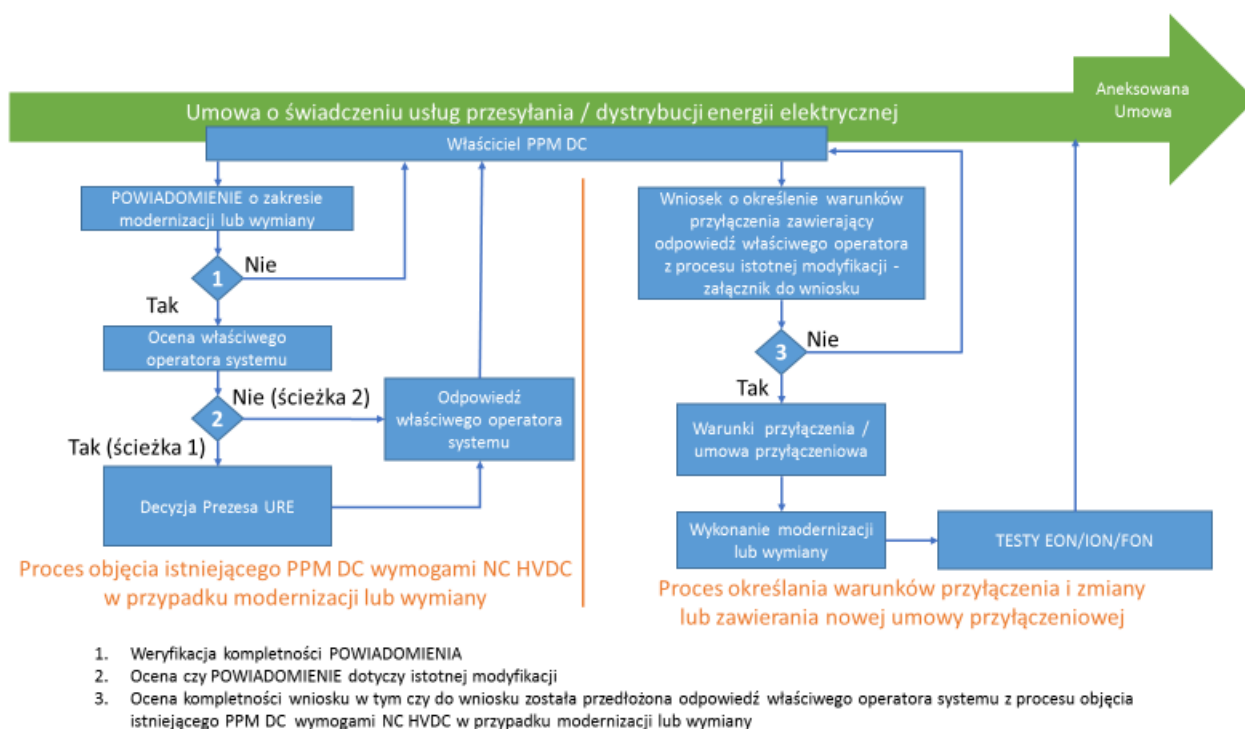 Aneksowana
Umowa
Umowa o świadczeniu usług przesyłania / dystrybucji energii elektrycznej
Właściciel PPM DC
POWIADOMIENIE o zakresie
modernizacji lub wymiany
1
Nie
Tak
Ocena właściwego
operatora systemu
2
Nie (ścieżka 2)
Tak (ścieżka 1)
Odpowiedź
właściwego operatora
systemu
Decyzja Prezesa URE
Proces objęcia istniejącego PPM DC wymogami NC HVDC
w przypadku modernizacji lub wymiany
Wniosek o określenie warunków
przyłączenia zawierający
odpowiedź właściwego operatora
z procesu istotnej modyfikacji -
załącznik do wniosku
3
Nie
Tak
Warunki przyłączenia /
umowa przyłączeniowa
Wykonanie modernizacji
lub wymiany
TESTY EON/ION/FON
Proces określania warunków przyłączenia i zmiany
lub zawierania nowej umowy przyłączeniowej
1. Weryfikacja kompletności POWIADOMIENIA
2. Ocena czy POWIADOMIENIE dotyczy istotnej modyfikacji
3. Ocena kompletności wniosku w tym czy do wniosku została przedłożona odpowiedź właściwego operatora systemu z procesu objęcia
istniejącego PPM DC wymogami NC HVDC w przypadku modernizacji lub wymiany